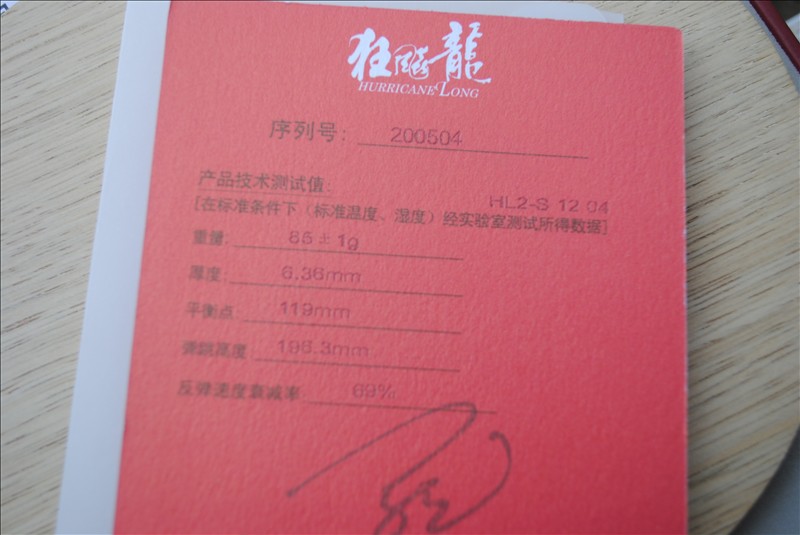 狂飚龍
HURRICANE LONG
序列号: 200504
产品技术测试值:
HL2-S 12 04
[在标准条件下（标准温度、湿度）经实验室测试所得数据]
重量: 85±1g
厚度: 6.36mm
平衡点: 119mm
弹跳高度 196.3mm
反弹速度衰减率: 69%